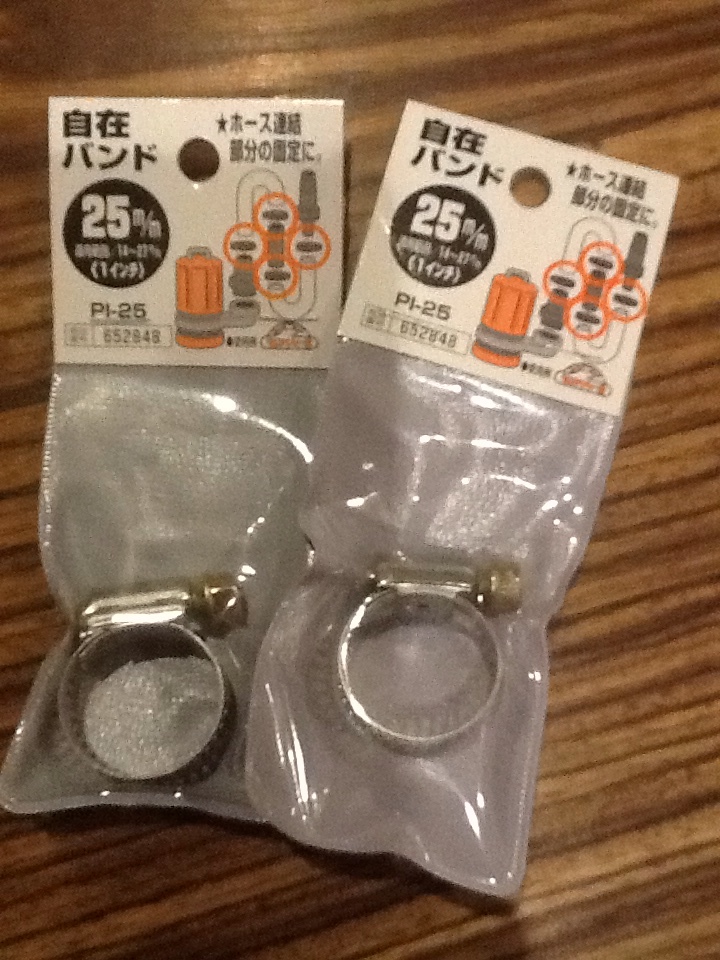 自在
バンド
★ホース連結
部分の固定に。
25m/m
(1インチ)
PI-25
652848
自在
バンド
★ホース連結
部分の固定に。
25m/m
(1インチ)
PI-25
652848